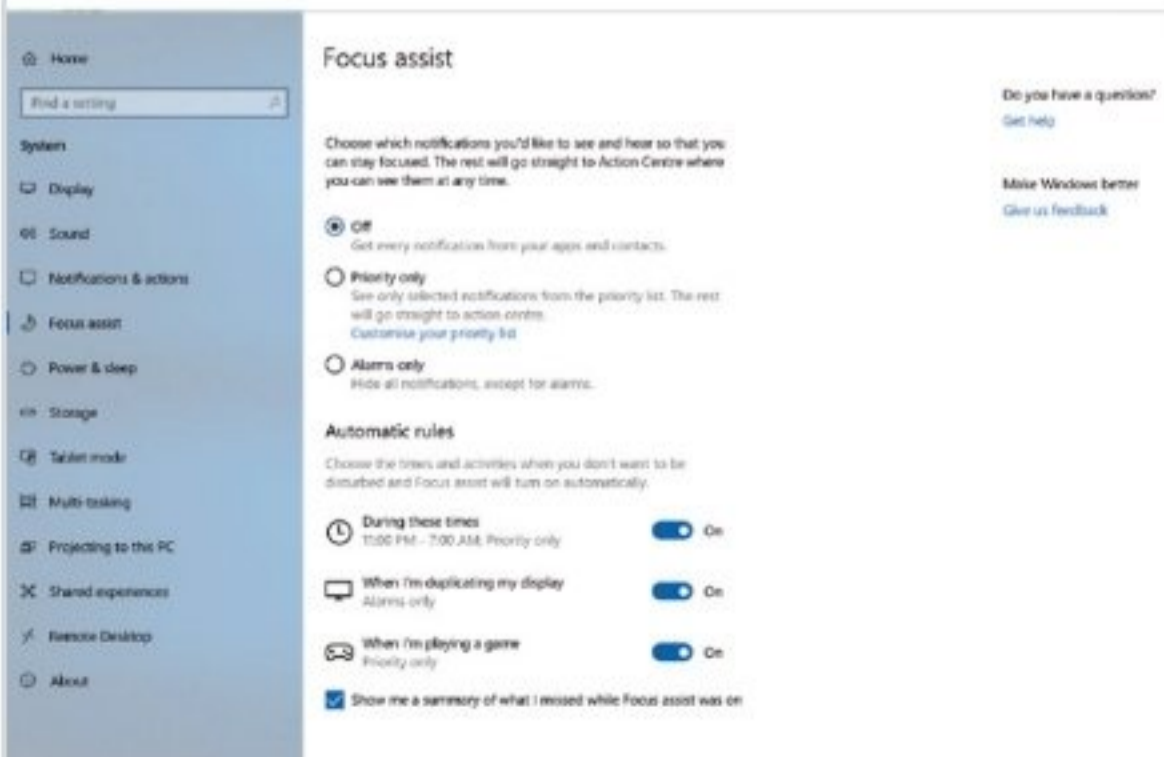 Home
Find a setting
System
Display
Sound
Notifications & actions
Focus assist
Power & sleep
Storage
Tablet mode
Multi-tasking
Projecting to this PC
Shared experiences
Remote Desktop
About
Focus assist
Choose which notifications you'd like to see and hear so that you
can stay focused. The rest will go straight to Action Centre where
you can see them at any time.
Off
Get every notification from your apps and contacts.
Priority only
See only selected notifications from the priority list. The rest
will go straight to action centre.
Customise your priority list
Alarms only
Hide all notifications, except for alarms.
Automatic rules
Choose the times and activities when you don't want to be
disturbed and Focus assist will turn on automatically.
During these times
11:00 PM - 7:00 AM; Priority only
On
When I'm duplicating my display
Alarms only
On
When I'm playing a game
Priority only
On
Show me a summary of what I missed while Focus assist was on
Do you have a question?
Get help
Make Windows better
Give us feedback